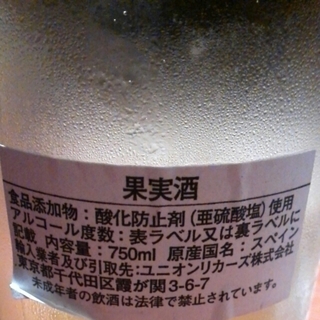 果実酒
食品添加物：酸化防止剤（亜硫酸塩）使用
アルコール度数：表ラベル又は裏ラベルに
記載 内容量：750ml 原産国名：スペイン
輸入業者及び引取先：ユニオンリカーズ株式会社
東京都千代田区霞が関3-6-7
未成年者の飲酒は法律で禁止されています。